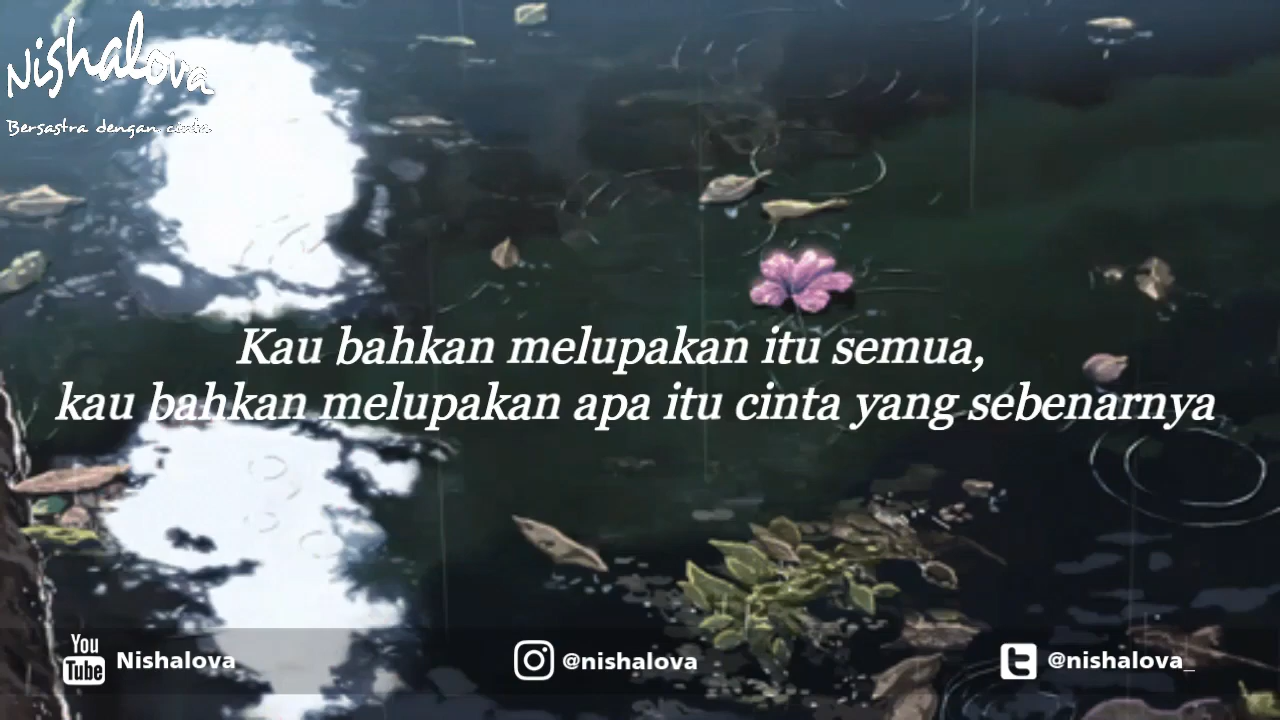 Nishalova
Bersastra dengan cinta
Kau bahkan melupakan itu semua,
kau bahkan melupakan apa itu cinta yang sebenarnya
You
Tube
Nishalova
@nishalova
@nishalova_